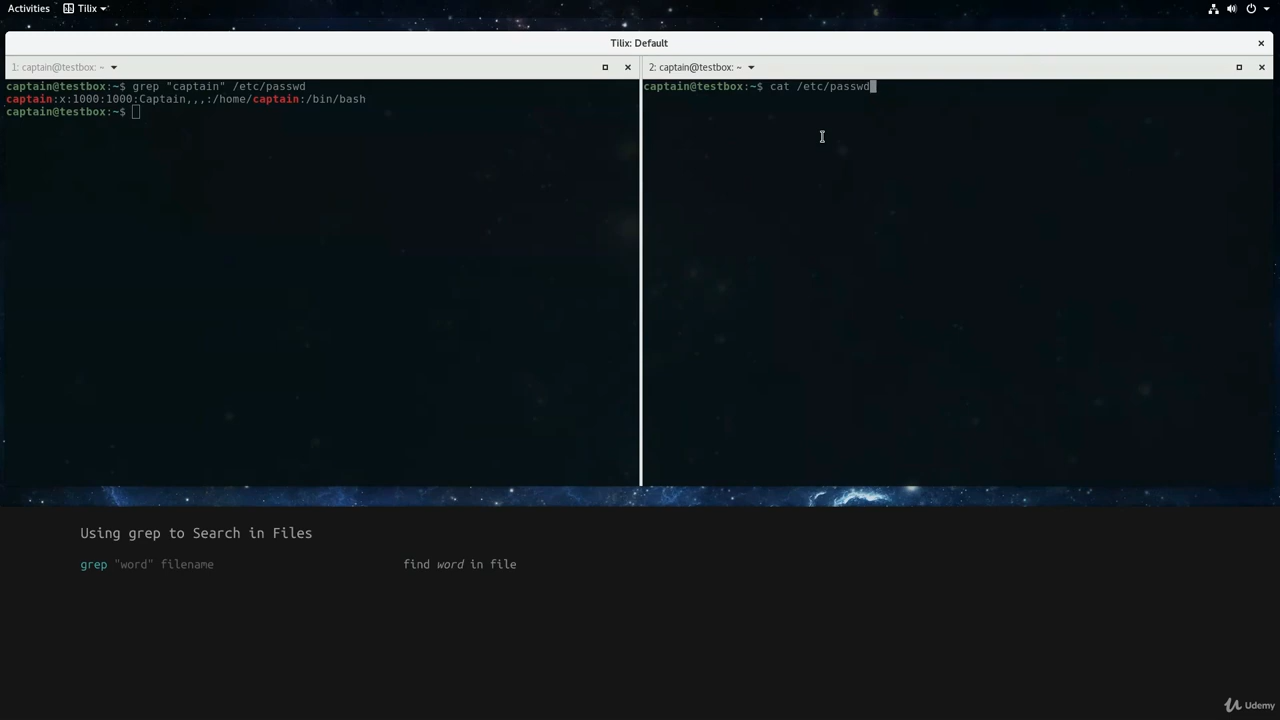 Activities Tilix
Tilix: Default
1: captain@testbox: ~
captain@testbox:~$ grep "captain" /etc/passwd
captain:x:1000:1000:Captain,,,:/home/captain:/bin/bash
captain@testbox:~$
2: captain@testbox: ~
captain@testbox:~$ cat /etc/passwd
Using grep to Search in Files
grep "word" filename find word in file
Udemy